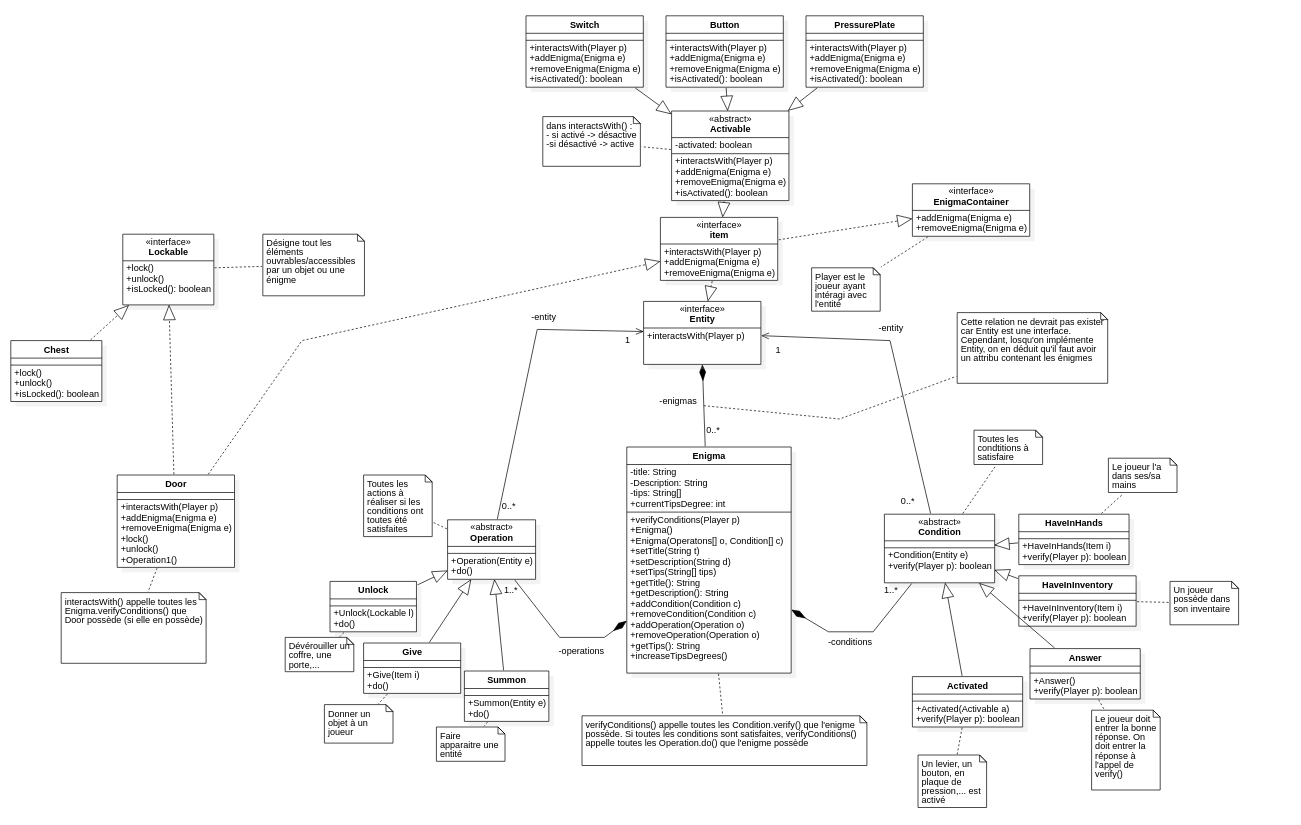 Switch
+interactsWith(Player p)
+addEnigma(Enigma e)
+removeEnigma(Enigma e)
+isActivated(): boolean
Button
+interactsWith(Player p)
+addEnigma(Enigma e)
+removeEnigma(Enigma e)
+isActivated(): boolean
PressurePlate
+interactsWith(Player p)
+addEnigma(Enigma e)
+removeEnigma(Enigma e)
+isActivated(): boolean
dans interactsWith() :
- si activé -> désactive
-si désactivé -> active
«abstract»
Activable
-activated: boolean
+interactsWith(Player p)
+addEnigma(Enigma e)
+removeEnigma(Enigma e)
+isActivated(): boolean
«interface»
EnigmaContainer
+addEnigma(Enigma e)
+removeEnigma(Enigma e)
«interface»
item
+interactsWith(Player p)
+addEnigma(Enigma e)
+removeEnigma(Enigma e)
«interface»
Lockable
+lock()
+unlock()
+isLocked(): boolean
Désigne tout les
éléments
ouvrables/accessibles
par un objet ou une
énigme
Player est le
joueur ayant
intéragi avec
l'entité
«interface»
Entity
+interactsWith(Player p)
-entity
1
-entity
1
Cette relation ne devrait pas exister
car Entity est une interface.
Cependant, losqu'on implémente
Entity, on en déduit qu'il faut avoir
un attribu contenant les énigmes
Chest
+lock()
+unlock()
+isLocked(): boolean
-enigmas
0..*
Enigma
-title: String
-Description: String
-tips: String[]
+currentTipsDegree: int
+verifyConditions(Player p)
+Enigma()
+Enigma(Operatons[] o, Condition[] c)
+setTitle(String t)
+setDescription(String d)
+setTips(String[] tips)
+getTitle(): String
+getDescription(): String
+addCondition(Condition c)
+removeCondition(Condition c)
+addOperation(Operation o)
+removeOperation(Operation o)
+getTips(): String
+increaseTipsDegrees()
Toutes les
condtitions à
satisfaire
Le joueur l'a
dans ses/sa
mains
Door
+interactsWith(Player p)
+addEnigma(Enigma e)
+removeEnigma(Enigma e)
+lock()
+unlock()
+Operation1()
Toutes les
actions à
réaliser si les
conditions ont
toutes été
satisfaites
0..*
«abstract»
Operation
+Operation(Entity e)
+do()
1..*
-operations
0..*
«abstract»
Condition
+Condition(Entity e)
+verify(Player p): boolean
1..*
-conditions
HaveInHands
+HaveInHands(Item i)
+verify(Player p): boolean
HaveInInventory
+HaveInInventory(Item i)
+verify(Player p): boolean
Un joueur
possède dans
son inventaire
interactsWith() appelle toutes les
Enigma.verifyConditions() que
Door possède (si elle en possède)
Unlock
+Unlock(Lockable l)
+do()
Dévérouiller un
coffre, une
porte,...
Give
+Give(Item i)
+do()
Donner un
objet à un
joueur
Summon
+Summon(Entity e)
+do()
Faire
apparaitre une
entité
verifyConditions() appelle toutes les Condition.verify() que l'enigme
possède. Si toutes les conditions sont satisfaites, verifyConditions()
appelle toutes les Operation.do() que l'enigme possède
Activated
+Activated(Activable a)
+verify(Player p): boolean
Un levier, un
bouton, en
plaque de
pression,... est
activé
Answer
+Answer()
+verify(Player p): boolean
Le joueur doit
entrer la bonne
réponse. On
doit entrer la
réponse à
l'appel de
verify()